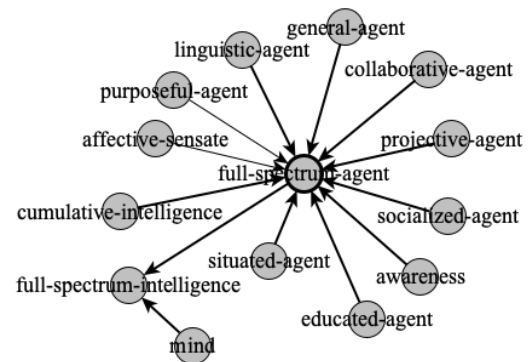 general-agent
linguistic-agent
collaborative-agent
purposeful-agent
affective-sensate
projective-agent
full-spectrum-agent
cumulative-intelligence
socialized-agent
situated-agent
awareness
full-spectrum-intelligence
educated-agent
mind